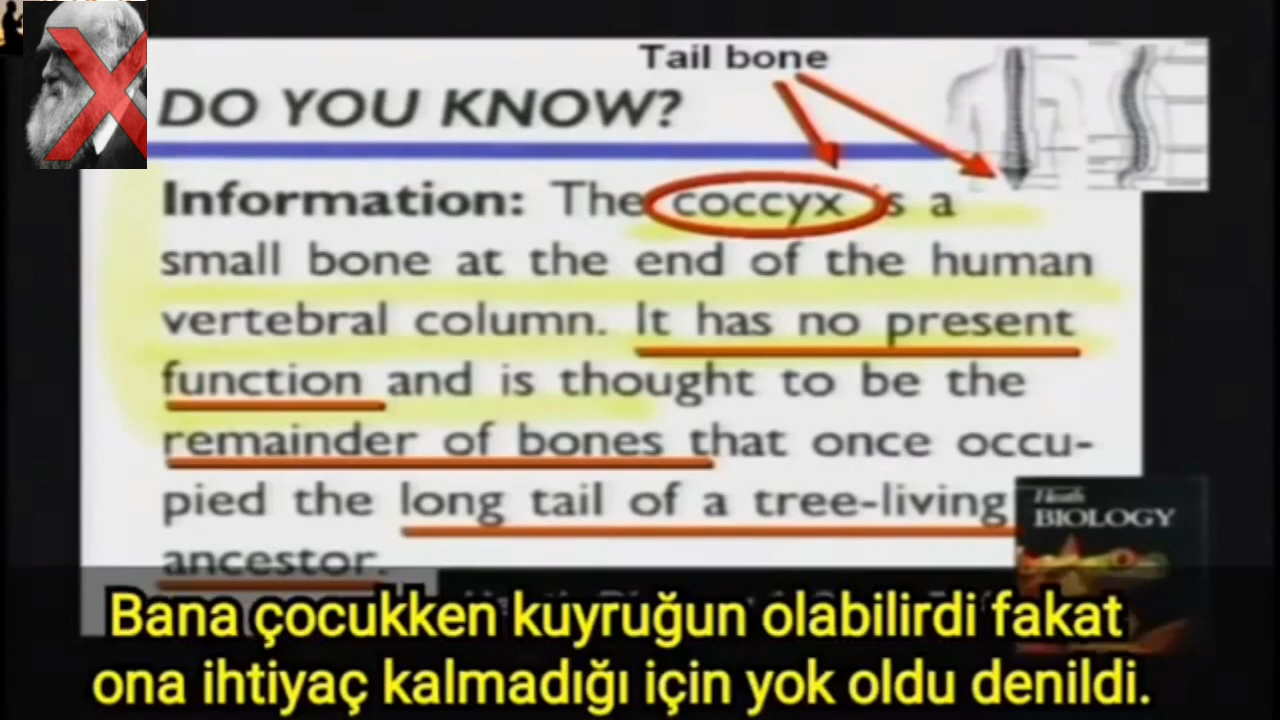 Tail bone
DO YOU KNOW?
Information: The coccyx is a
small bone at the end of the human
vertebral column. It has no present
function and is thought to be the
remainder of bones that once occu-
pied the long tail of a tree-living
ancestor.
Heath
BIOLOGY
Bana çocukken kuyruğun olabilirdi fakat
ona ihtiyaç kalmadığı için yok oldu denildi.